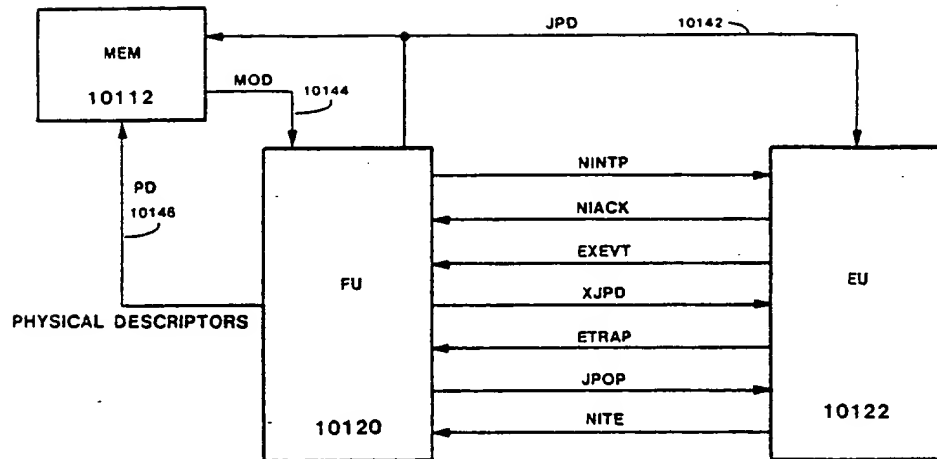 JPD
10142
MEM
10112
MOD
10144
PD
10146
PHYSICAL DESCRIPTORS
FU
10120
NINTP
NIACK
EXEVT
XJPD
ETRAP
JPOP
NITE
EU
10122